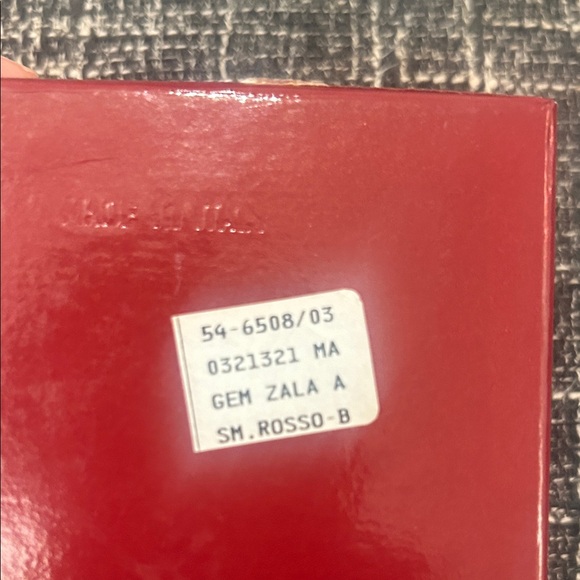 MADE IN ITALY
54-6508/03
0321321 MA
GEM ZALA A
SM.ROSSO-B